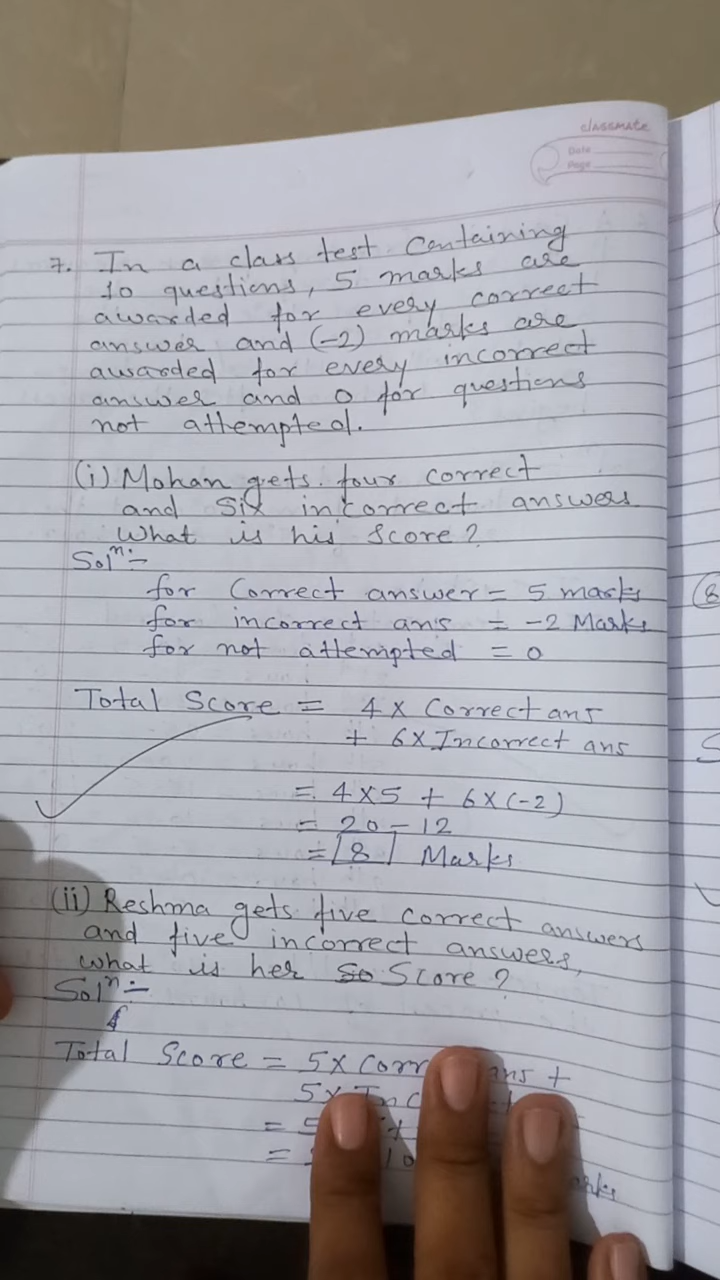 classmate
Date
Page
7. In a class test containing
10 questions, 5 marks are
awarded for every correct
answer and (-2) marks are
awarded for every incorrect
answer and 0 for questions
not attempted.
(i) Mohan gets four correct
and Six incorrect answers
What is his Score?
Solⁿ:-
for Correct answer = 5 marks
for incorrect ans = -2 Marks
for not attempted = 0
Total Score = 4 x Correct ans
+ 6 x Incorrect ans
= 4 x 5 + 6 x (-2)
= 20 - 12
= 8 Marks
(ii) Reshma gets five correct answers
and five incorrect answers,
what is her So Score?
Solⁿ:-
Total Score = 5 x Corr ans +
5 x Inc
=
= 10
(8